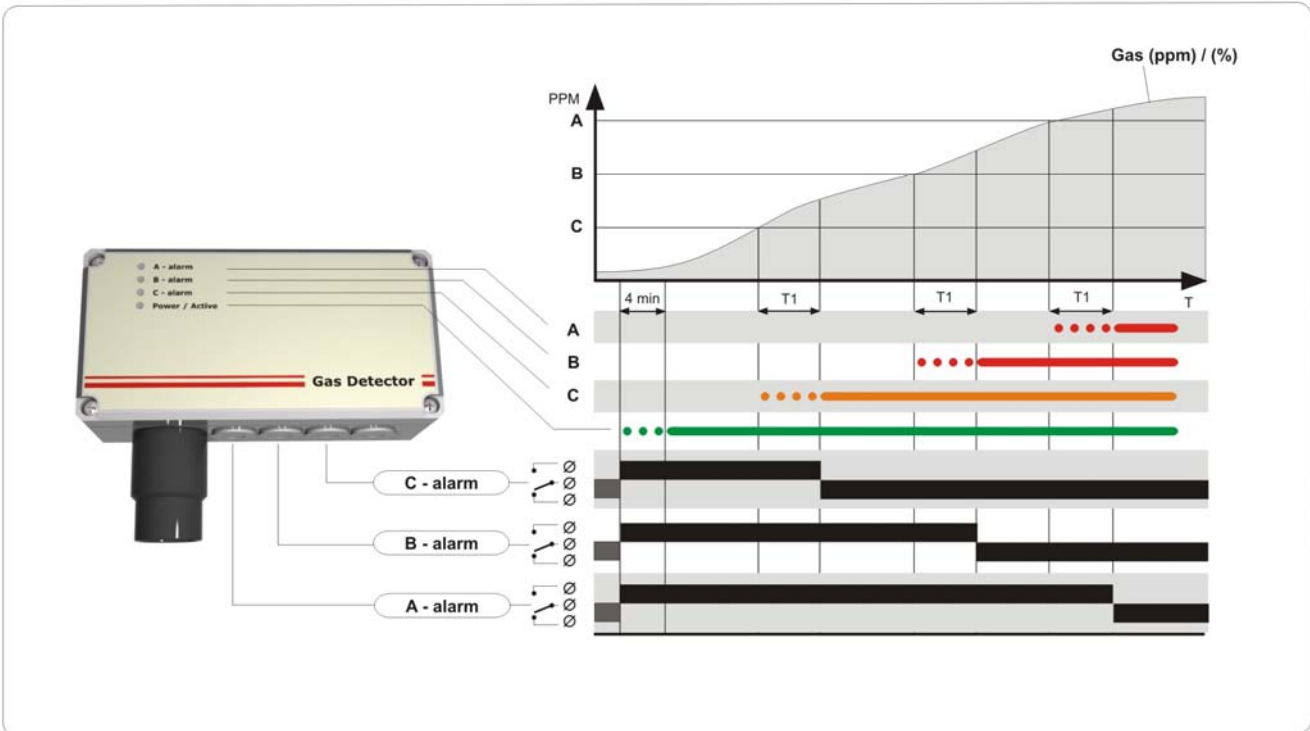 Gas (ppm) / (%)
PPM
A
B
C
4 min
T1
T1
T1
T
A - alarm
B - alarm
C - alarm
Power / Active
Gas Detector
A
B
C
C - alarm
Ø
Ø
Ø
B - alarm
Ø
Ø
Ø
A - alarm
Ø
Ø
Ø